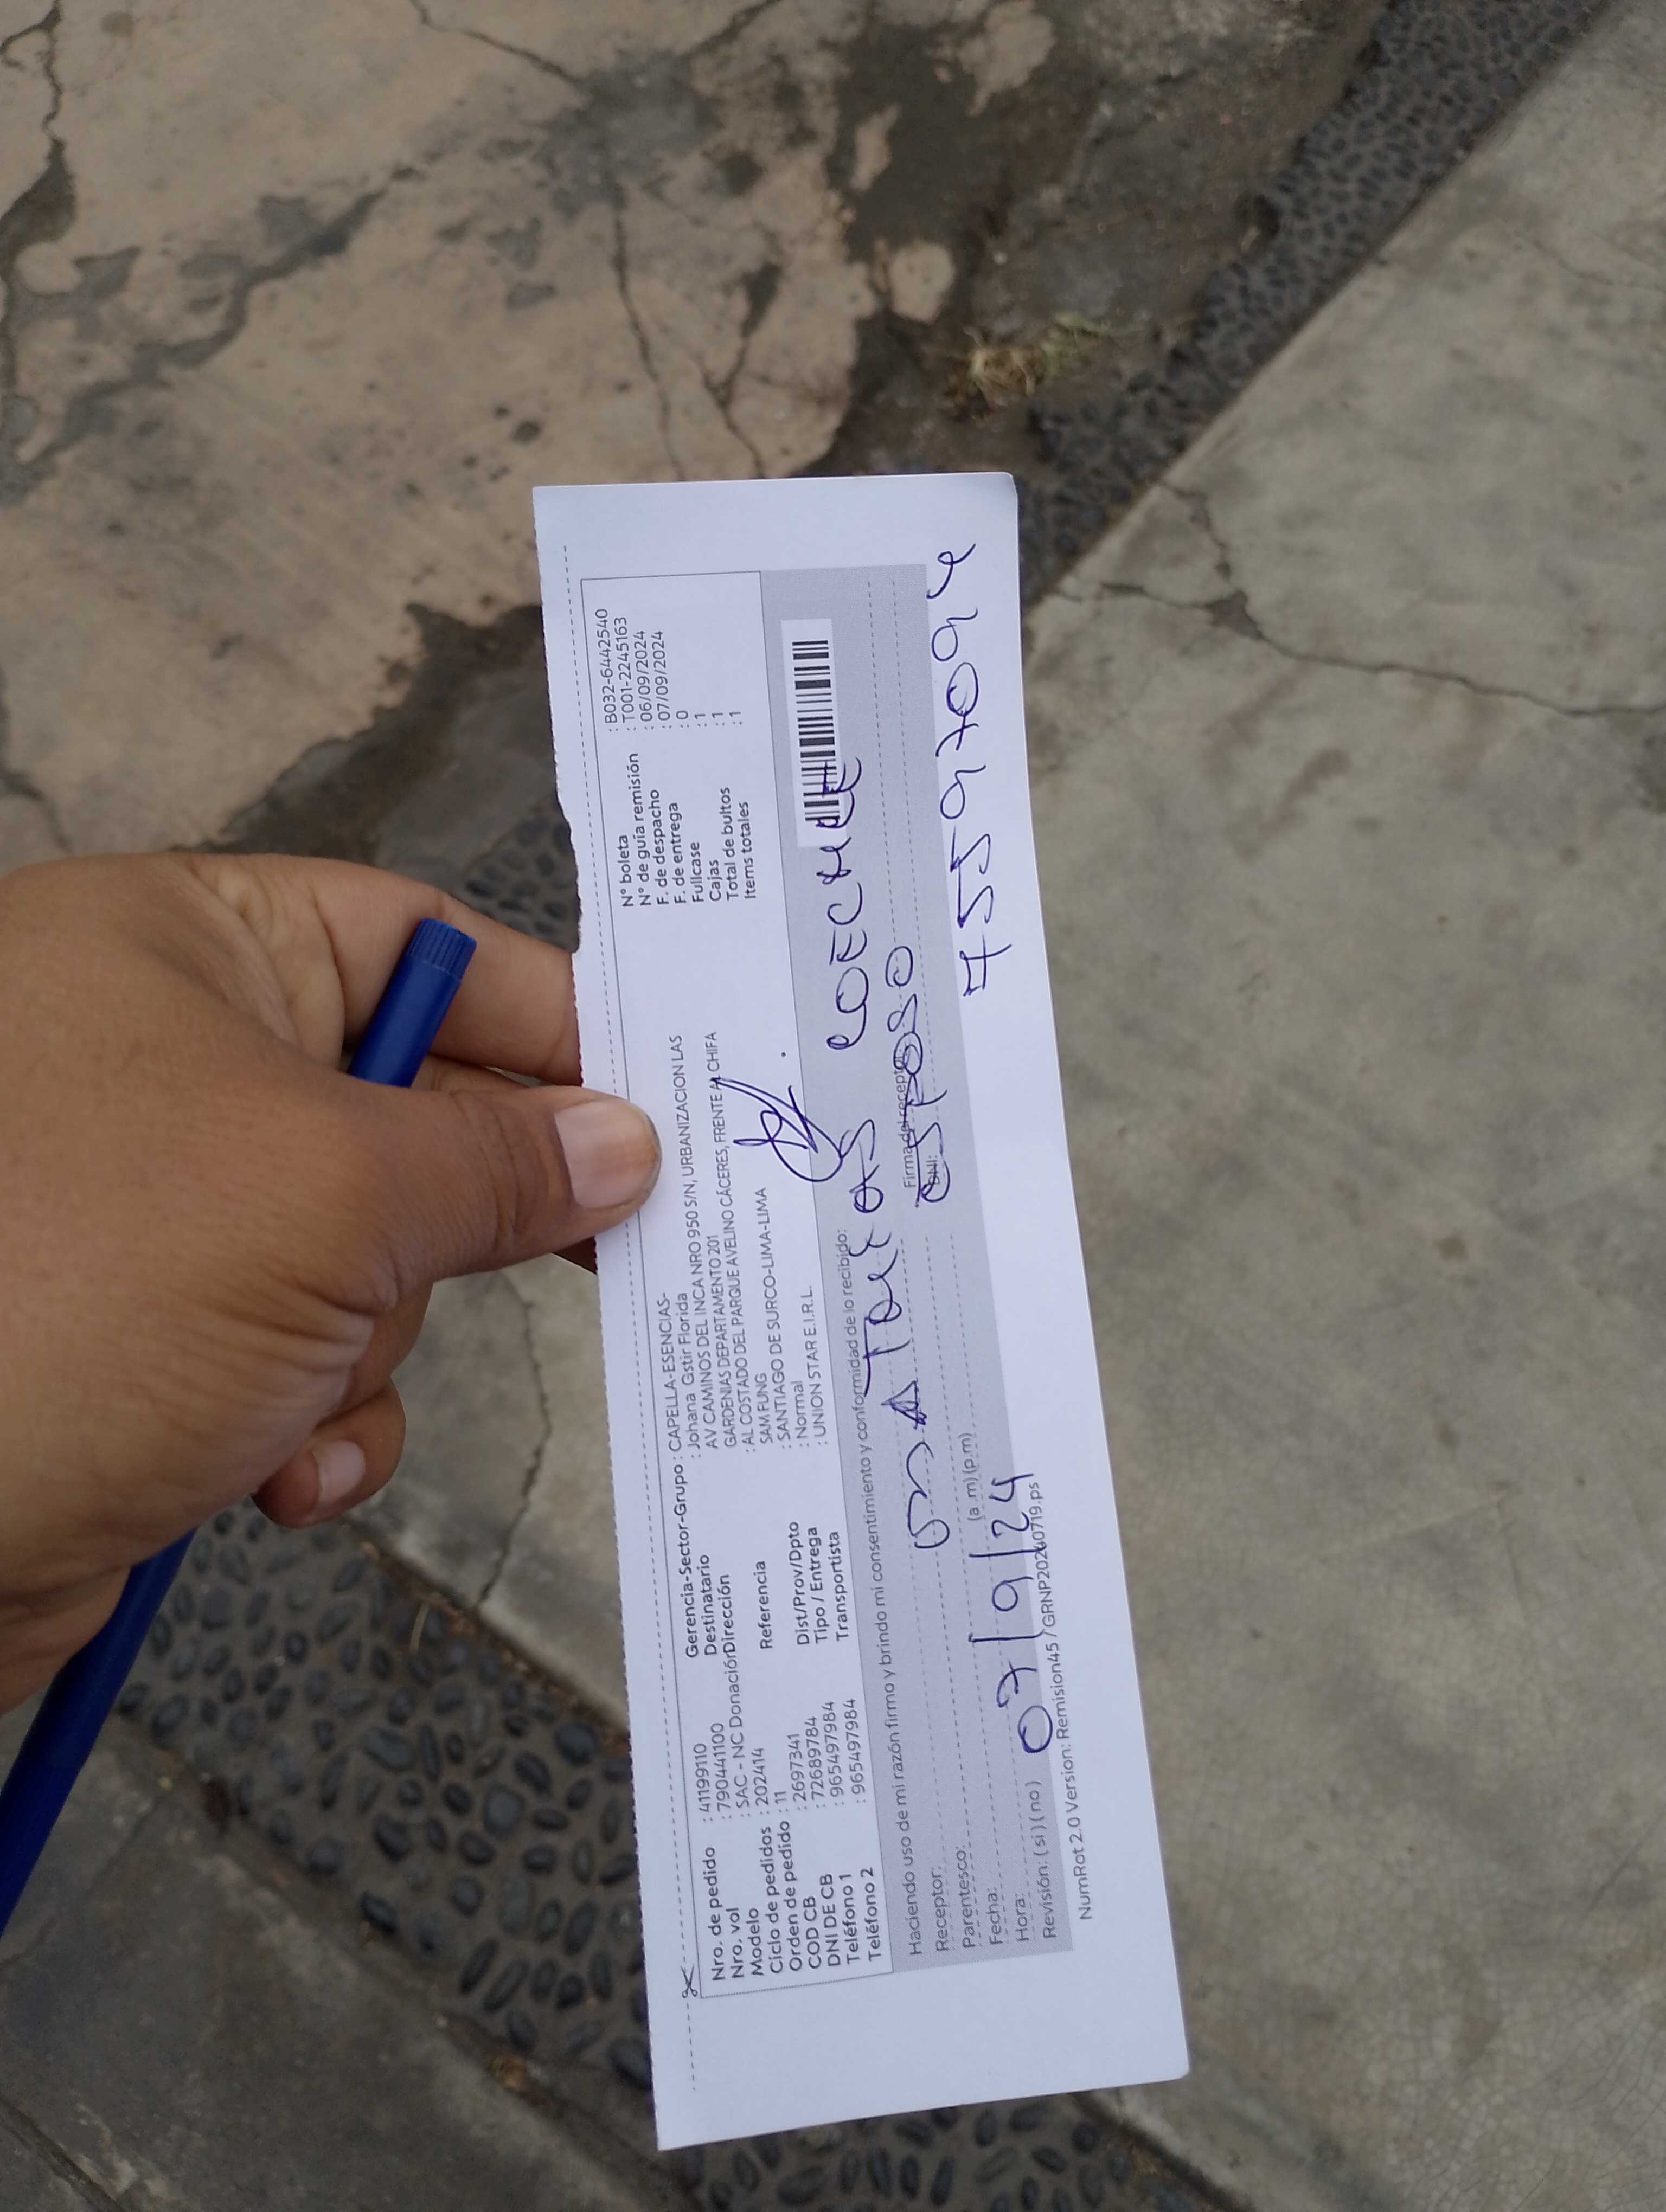 Nro. de pedido : 41199110
Nro. vol : 790441100
Modelo : SAC - NC Donación
Ciclo de pedidos : 202414
Orden de pedido : 11
COD CB : 2697341
DNI DE CB : 72689784
Teléfono 1 : 965497984
Teléfono 2 : 965497984
Gerencia-Sector-Grupo : CAPELLA-ESENCIAS-
Destinatario : Johana Gstir Florida
Dirección AV CAMINOS DEL INCA NRO 950 S/N, URBANIZACION LAS
GARDENIAS DEPARTAMENTO 201
Referencia : AL COSTADO DEL PARQUE AVELINO CÁCERES, FRENTE AL CHIFA
SAM FUNG
Dist/Prov/Dpto : SANTIAGO DE SURCO-LIMA-LIMA
Tipo / Entrega : Normal
Transportista : UNION STAR E.I.R.L.
N° boleta : B032-6442540
N° de guía remisión : T001-2245163
F. de despacho : 06/09/2024
F. de entrega : 07/09/2024
Fullcase : 0
Cajas : 1
Total de bultos : 1
Items totales : 1
Haciendo uso de mi razón firmo y brindo mi consentimiento y conformidad de lo recibido:
Receptor:
Parentesco:
Fecha:
Hora: (a.m) (p.m)
Revisión: (si) (no)
07/9/24
Firma del receptor
DNI:
esposo
75597094
NumRot 2.0 Version: Remision45 / GRNP20240719.ps